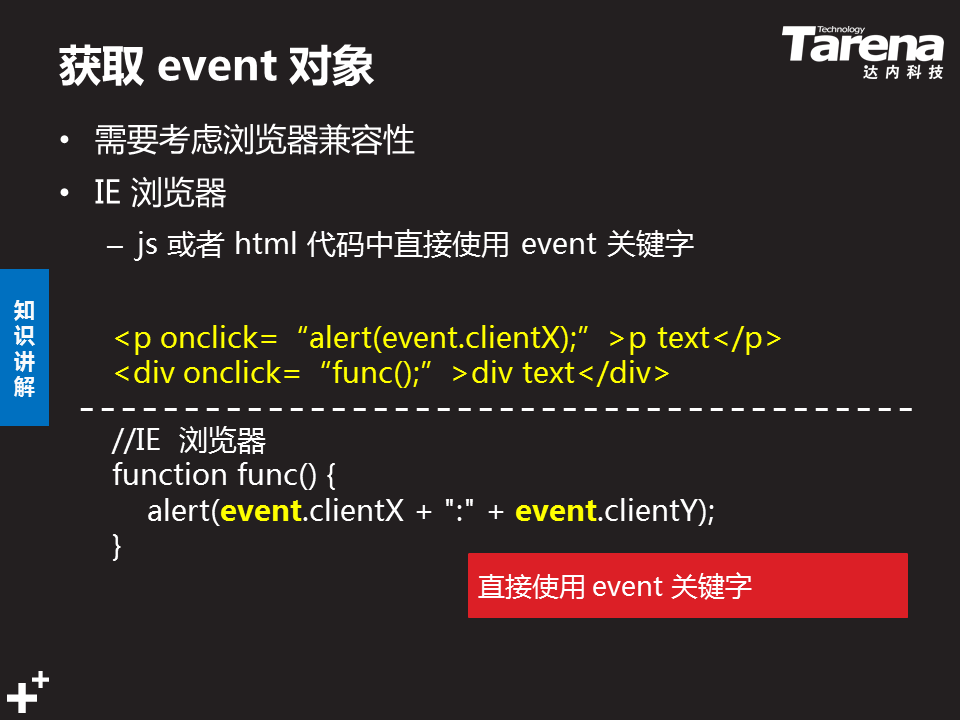 获取 event 对象
Technology
Tarena
达内科技
• 需要考虑浏览器兼容性
• IE 浏览器
– js 或者 html 代码中直接使用 event 关键字
知识讲解
<p onclick=“alert(event.clientX);”>p text</p>
<div onclick=“func();”>div text</div>
//IE 浏览器
function func() {
alert(event.clientX + ":" + event.clientY);
}
直接使用 event 关键字